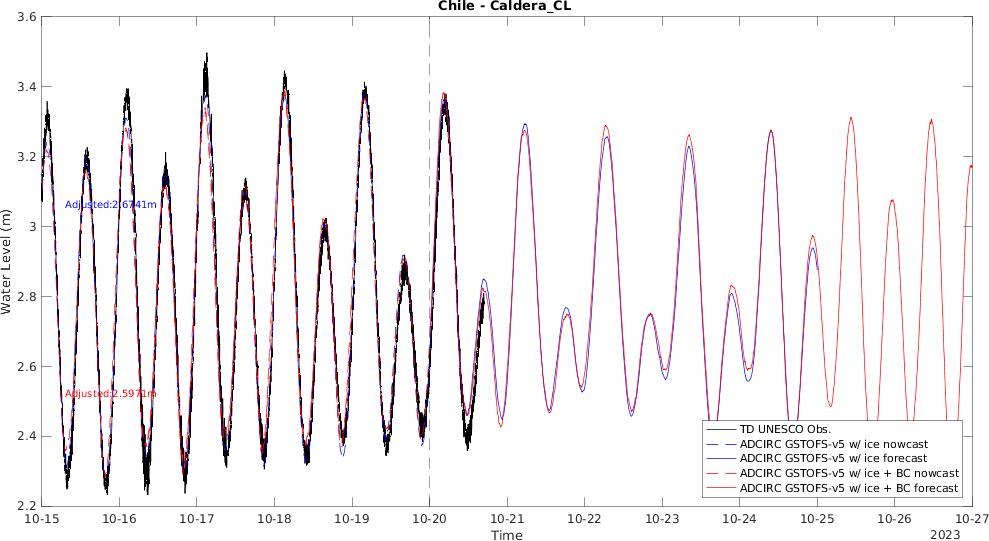 Chile - Caldera_CL
3.6
3.4
3.2
3
2.8
2.6
2.4
2.2
Water Level (m)
Adjusted:2.6741m
Adjusted:2.5971m
TD UNESCO Obs.
ADCIRC GSTOFS-v5 w/ ice nowcast
ADCIRC GSTOFS-v5 w/ ice forecast
ADCIRC GSTOFS-v5 w/ ice + BC nowcast
ADCIRC GSTOFS-v5 w/ ice + BC forecast
10-15 10-16 10-17 10-18 10-19 10-20 10-21 10-22 10-23 10-24 10-25 10-26 10-27
Time
2023